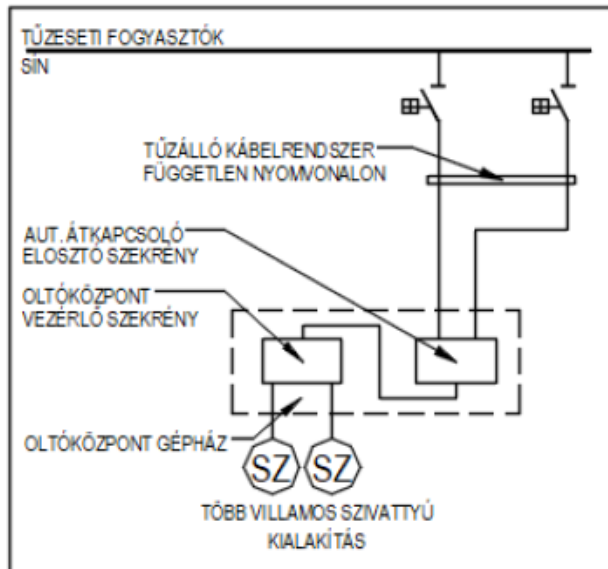 TŰZESETI FOGYASZTÓK
SÍN
TŰZÁLLÓ KÁBELRENDSZER
FÜGGETLEN NYOMVONALON
AUT. ÁTKAPCSOLÓ
ELOSZTÓ SZEKRÉNY
OLTÓKÖZPONT
VEZÉRLŐ SZEKRÉNY
OLTÓKÖZPONT GÉPHÁZ
SZ SZ
TÖBB VILLAMOS SZIVATTYÚ
KIALAKÍTÁS